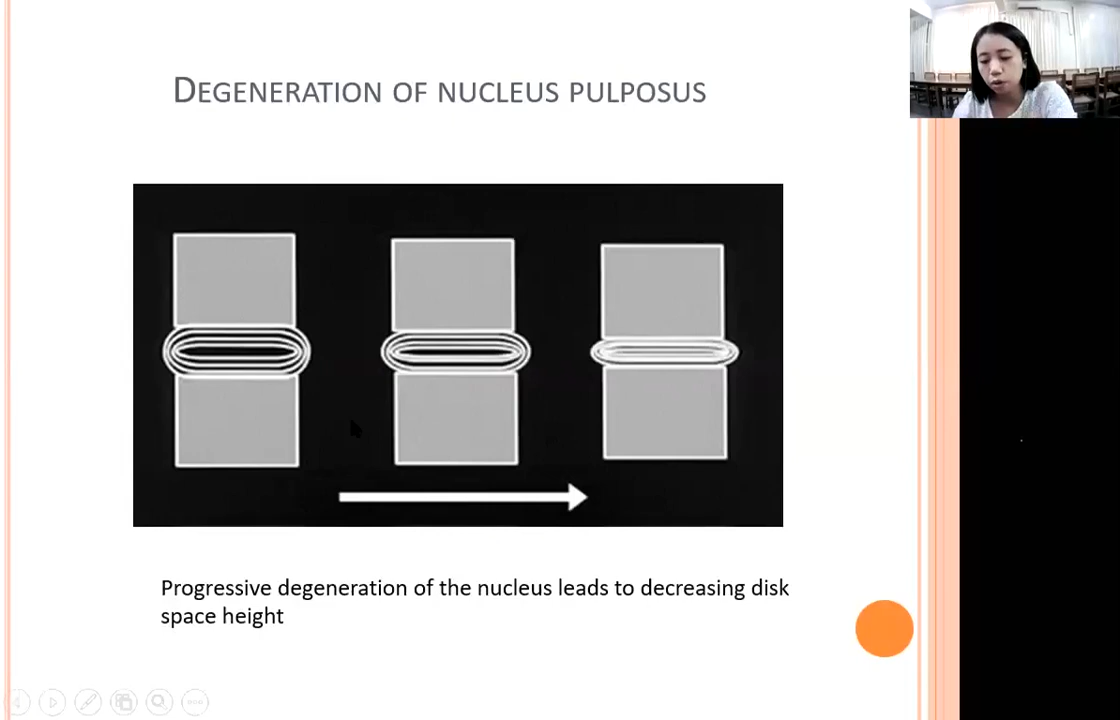 DEGENERATION OF NUCLEUS PULPOSUS
Progressive degeneration of the nucleus leads to decreasing disk
space height